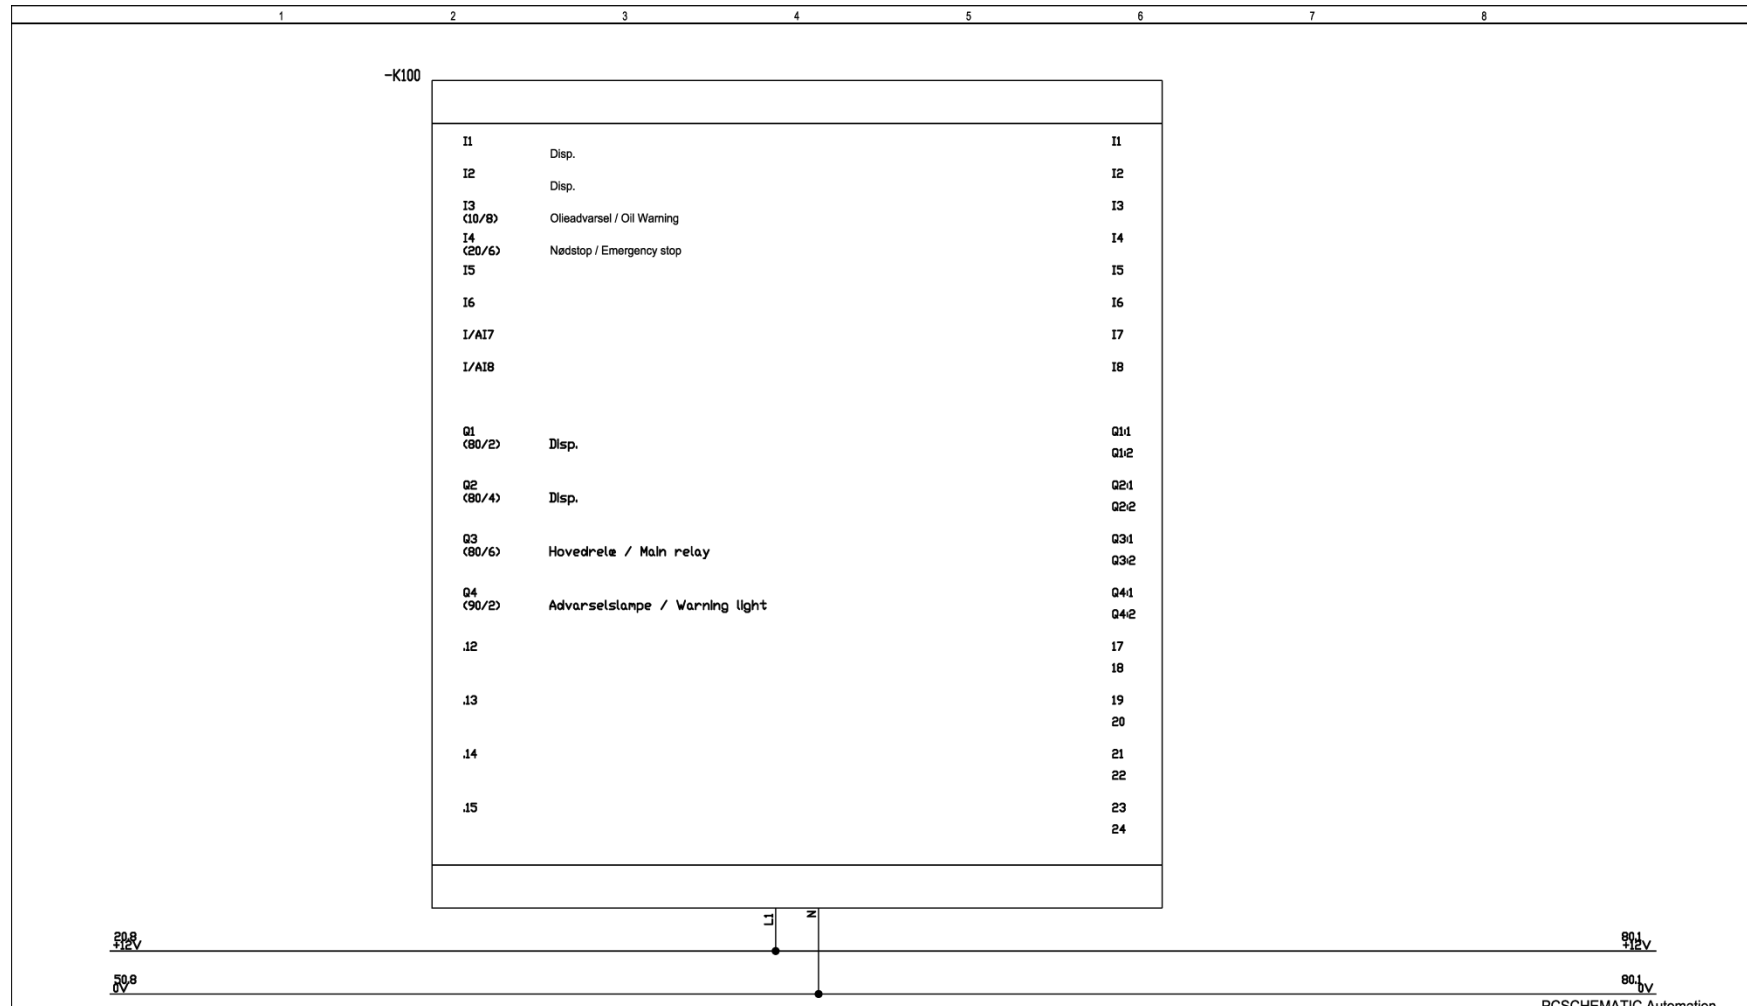 1 2 3 4 5 6 7 8
-K100
I1 Disp. I1
I2 Disp. I2
I3 I3
(10/8) Olieadvarsel / Oil Warning
I4 I4
(20/6) Nødstop / Emergency stop
I5 I5
I6 I6
I/AI7 I7
I/AI8 I8
Q1 Q1:1
(80/2) Disp.
Q1:2
Q2 Q2:1
(80/4) Disp.
Q2:2
Q3 Q3:1
(80/6) Hovedrelæ / Main relay
Q3:2
Q4 Q4:1
(90/2) Advarselslampe / Warning light
Q4:2
.12 17
18
.13 19
20
.14 21
22
.15 23
24
L1 N
20.8 80.1
+12V +12V
50.8 80.1
0V 0V
PCSCHEMATIC Automation